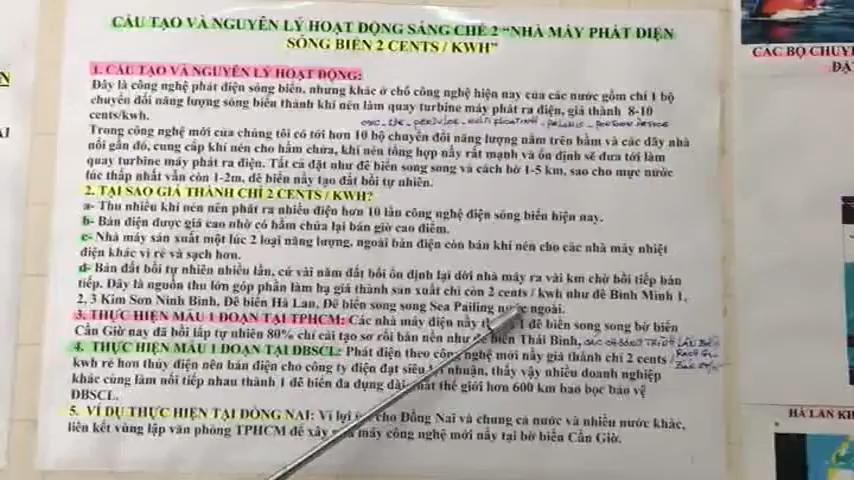 CẤU TẠO VÀ NGUYÊN LÝ HOẠT ĐỘNG SÁNG CHẾ 2 “NHÀ MÁY PHÁT ĐIỆN
SÓNG BIỂN 2 CENTS / KWH”
1. CẤU TẠO VÀ NGUYÊN LÝ HOẠT ĐỘNG:
Đây là công nghệ phát điện sóng biển, nhưng khác ở chỗ công nghệ hiện nay của các nước gồm chỉ 1 bộ
chuyển đổi năng lượng sóng biển thành khí nén làm quay turbine máy phát ra điện, giá thành 8-10
cents/kwh.
Trong công nghệ mới của chúng tôi có tới hơn 10 bộ chuyển đổi năng lượng nằm trên hầm và các dãy nhà
nối gần đó, cung cấp khí nén cho hầm chứa, khí nén tổng hợp nầy rất mạnh và ổn định sẽ đưa tới làm
quay turbine máy phát ra điện. Tất cả đặt như đê biển song song và cách bờ 1-5 km, sao cho mực nước
lúc thấp nhất vẫn còn 1-2m, đê biển nầy tạo đất bồi tự nhiên.
2. TẠI SAO GIÁ THÀNH CHỈ 2 CENTS / KWH?
a- Thu nhiều khí nén nên phát ra nhiều điện hơn 10 lần công nghệ điện sóng biển hiện nay.
b- Bán điện được giá cao nhờ có hầm chứa lại bán giờ cao điểm.
c- Nhà máy sản xuất một lúc 2 loại năng lượng, ngoài bán điện còn bán khí nén cho các nhà máy nhiệt
điện khác vì rẻ và sạch hơn.
d- Bán đất bồi tự nhiên nhiều lần, cứ vài năm đất bồi ổn định lại dời nhà máy ra vài km chờ bồi tiếp bán
tiếp. Đây là nguồn thu lớn góp phần làm hạ giá thành sản xuất chỉ còn 2 cents / kwh như đê Bình Minh 1,
2, 3 Kim Sơn Ninh Bình, Đê biển Hà Lan, Đê biển song song Sea Pailing nước ngoài.
3. THỰC HIỆN MẪU 1 ĐOẠN TẠI TPHCM: Các nhà máy điện nầy 1 đê biển song song bờ biển
Cần Giờ nay đã bồi lắp tự nhiên 80% chỉ cải tạo sơ rồi bán nền như đê biển Thái Bình,
4. THỰC HIỆN MẪU 1 ĐOẠN TẠI ĐBSCL: Phát điện theo công nghệ mới nầy giá thành chỉ 2 cents /
kwh rẻ hơn thủy điện nên bán điện cho công ty điện đạt siêu lợi nhuận, thấy vậy nhiều doanh nghiệp
khác cùng làm nối tiếp nhau thành 1 đê biển đa dụng dài nhất thế giới hơn 600 km bao bọc bảo vệ
ĐBSCL.
5. VÍ DỤ THỰC HIỆN TẠI ĐỒNG NAI: Vì lợi cho Đồng Nai và chung cả nước và nhiều nước khác,
liên kết vùng lập văn phòng TPHCM để xây máy công nghệ mới nầy tại bờ biển Cần Giờ.
CÁC BỘ
HÀ LAN